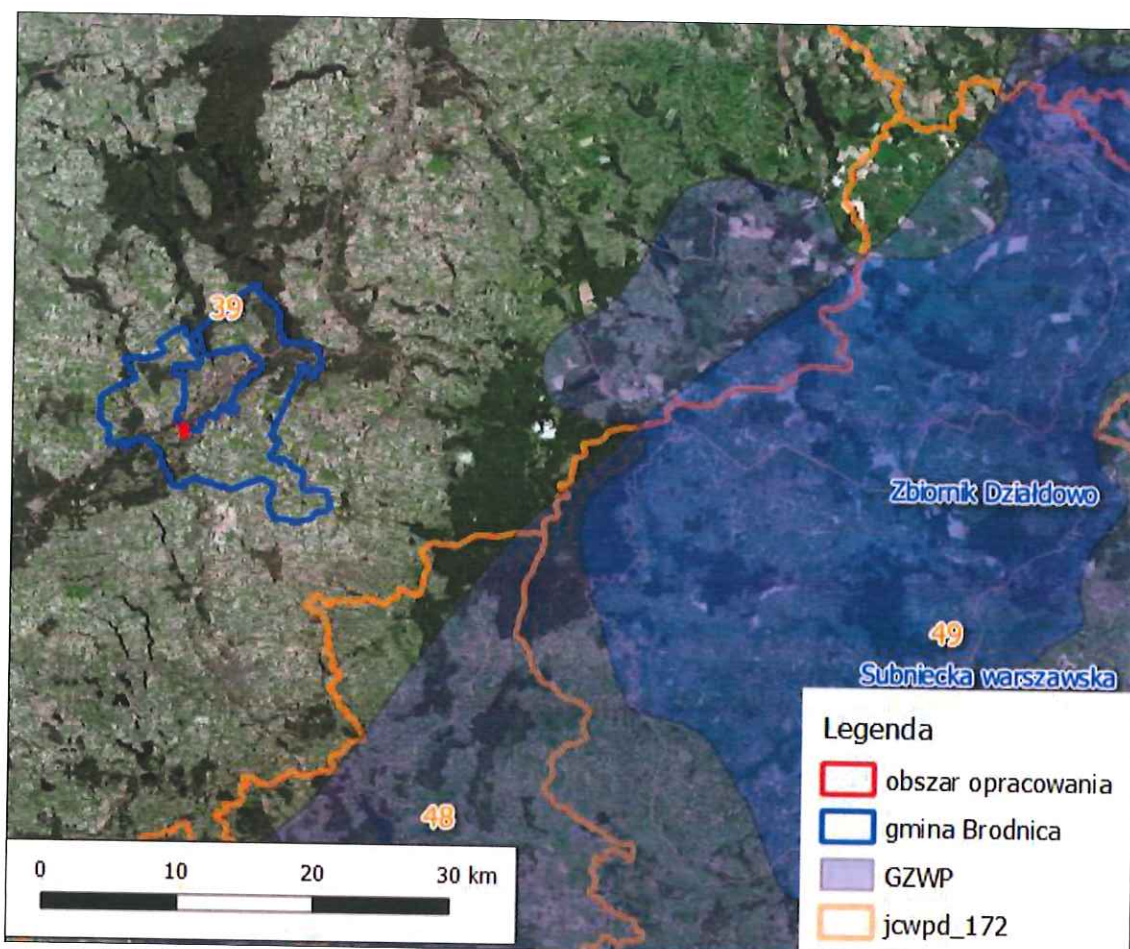 39
Zbiornik Działdowo
49
Subniecka warszawska
48
Legenda
obszar opracowania
gmina Brodnica
GZWP
jcwpd_172
0 10 20 30 km